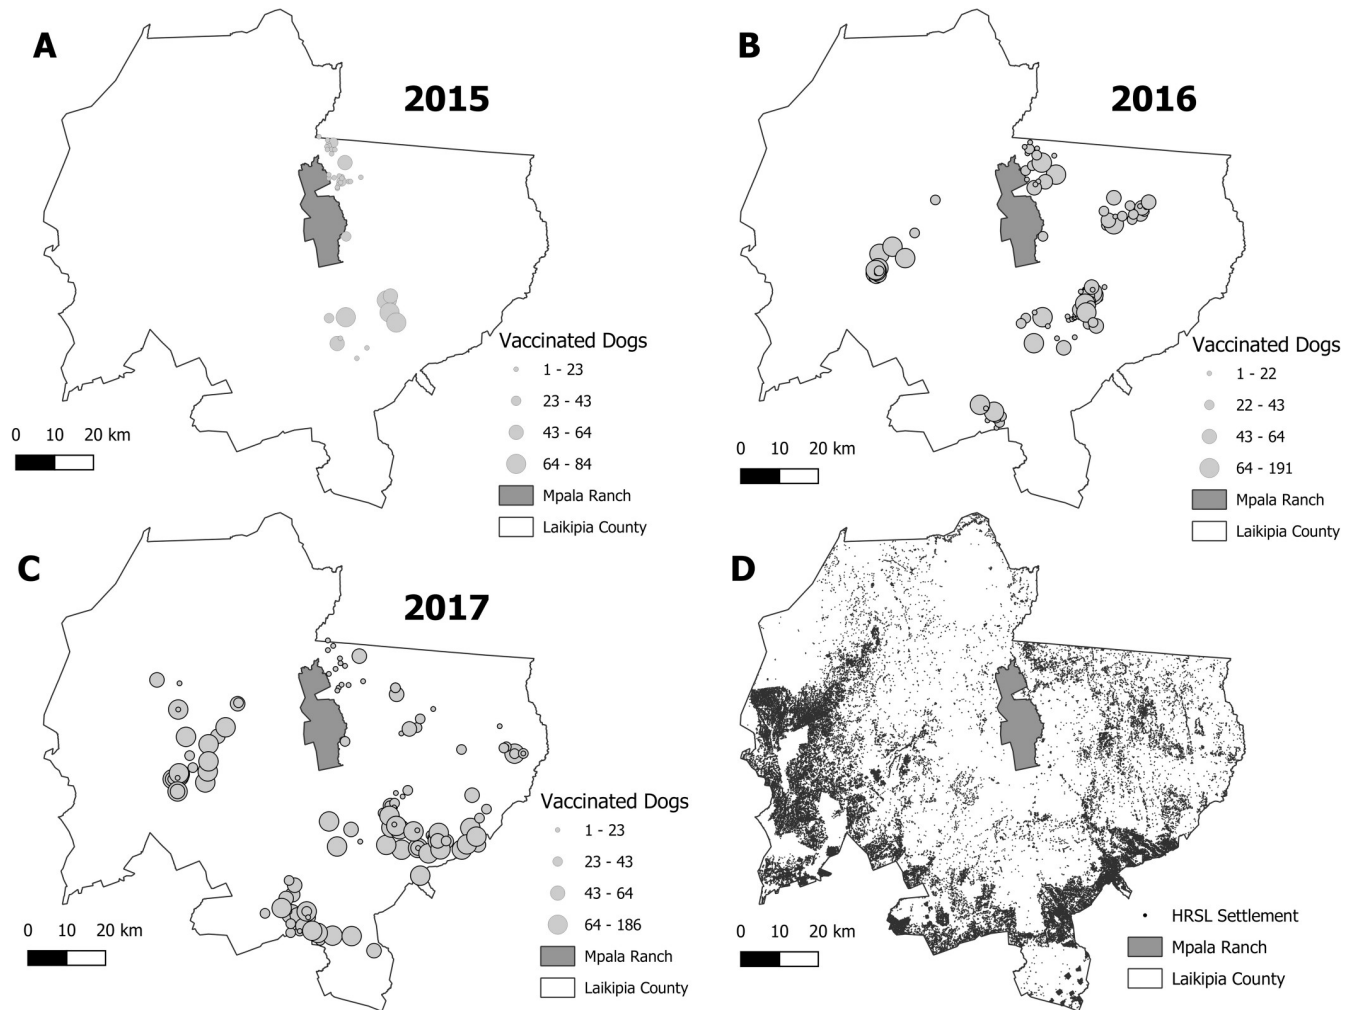 A
2015
Vaccinated Dogs
1 - 23
23 - 43
43 - 64
64 - 84
Mpala Ranch
Laikipia County
0 10 20 km
B
2016
Vaccinated Dogs
1 - 22
22 - 43
43 - 64
64 - 191
Mpala Ranch
Laikipia County
0 10 20 km
C
2017
Vaccinated Dogs
1 - 23
23 - 43
43 - 64
64 - 186
Mpala Ranch
Laikipia County
0 10 20 km
D
HRSL Settlement
Mpala Ranch
Laikipia County
0 10 20 km